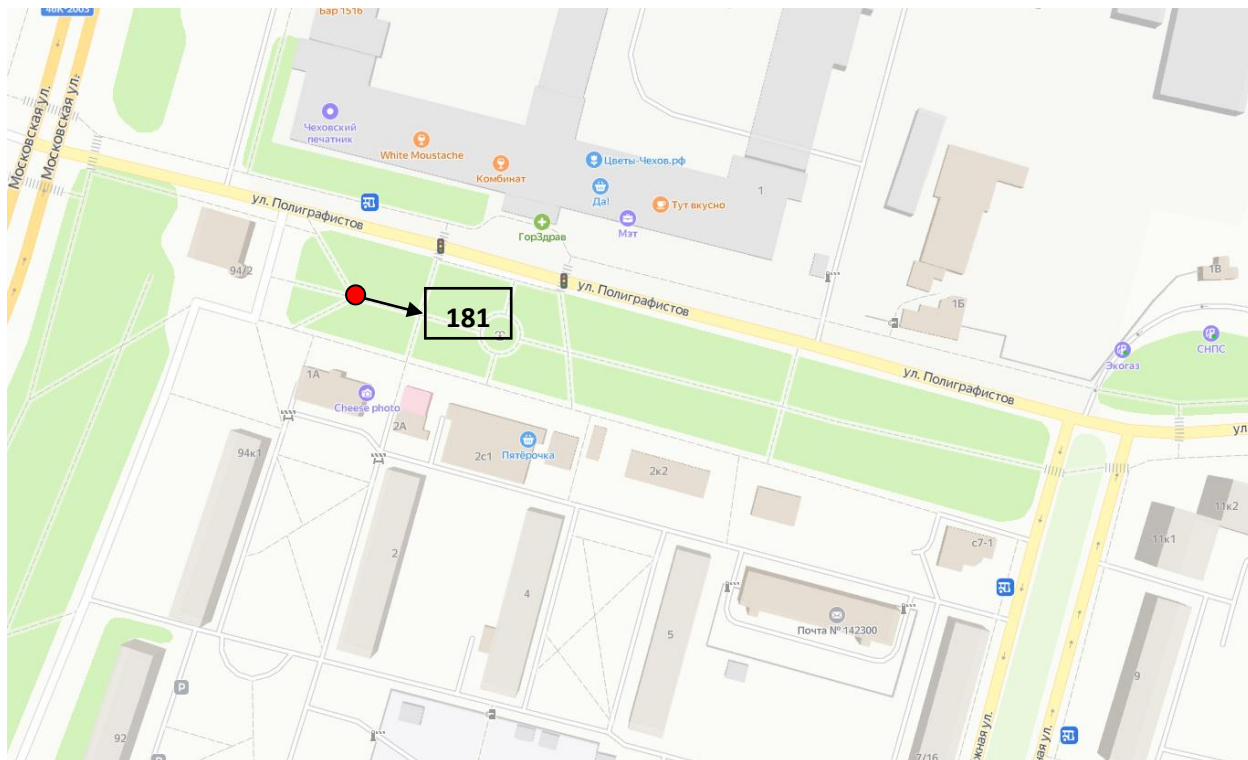 46К-2005
Бар 1516
Московская ул.
Московская ул.
Чеховский
печатник
White Moustache
Комбинат
Цветы-Чехов.рф
Да!
Тут вкусно
1
Мэт
ГорЗдрав
ул. Полиграфистов
94/2
181
ул. Полиграфистов
1В
1Б
СНПС
Экогаз
ул. Полиграфистов
ул
1А
Cheese photo
2А
94к1
2с1
Пятёрочка
2к2
11к2
11к1
с7-1
2
4
5
Почта № 142300
9
P
92
7/16
жная ул.
ная ул.
P